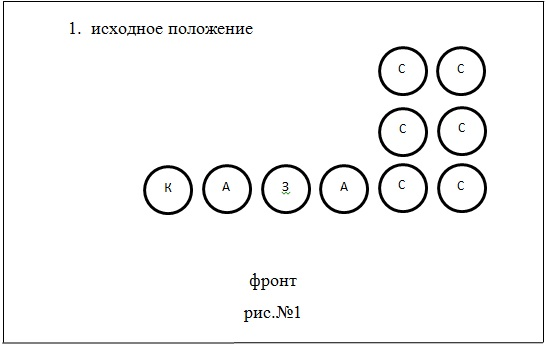 1. исходное положение
С С
С С
К А З А С С
фронт
рис.№1